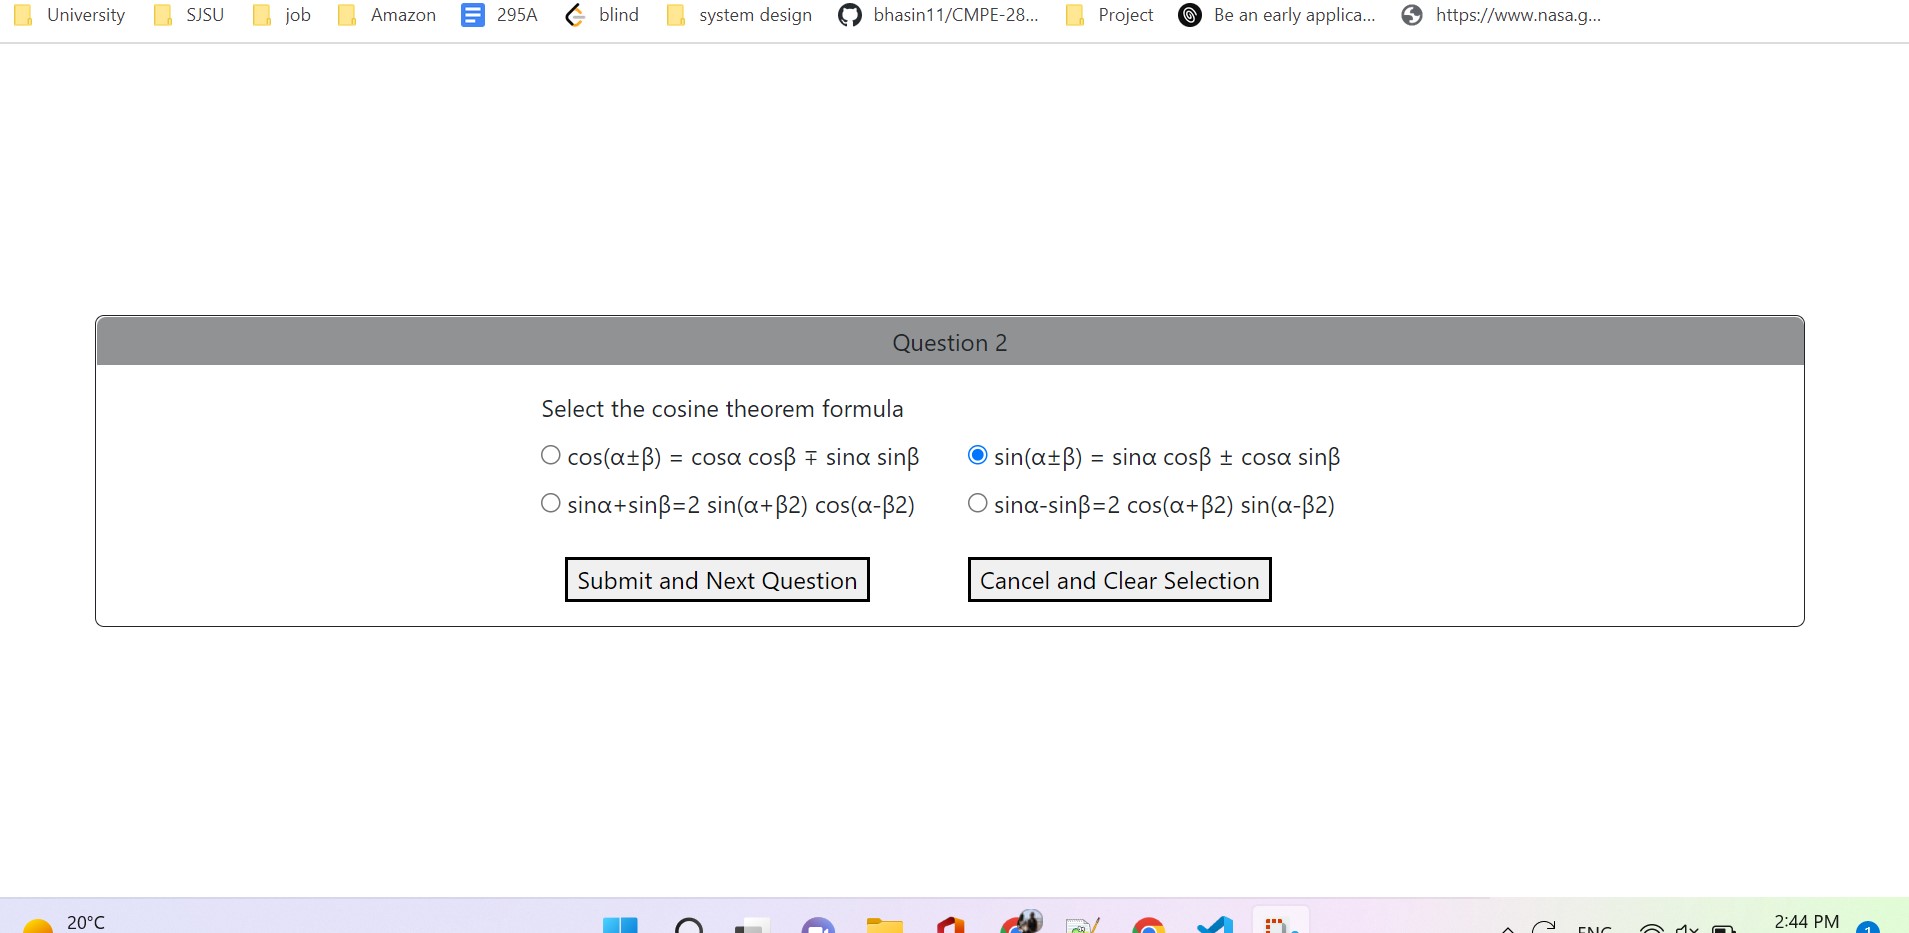 University SJSU job Amazon 295A blind system design bhasin11/CMPE-28... Project Be an early applica... https://www.nasa.g...
Question 2
Select the cosine theorem formula
cos(α±β) = cosα cosβ ∓ sinα sinβ sin(α±β) = sinα cosβ ± cosα sinβ
sinα+sinβ=2 sin(α+β2) cos(α-β2) sinα-sinβ=2 cos(α+β2) sin(α-β2)
Submit and Next Question Cancel and Clear Selection
20°C ENG 2:44 PM 1